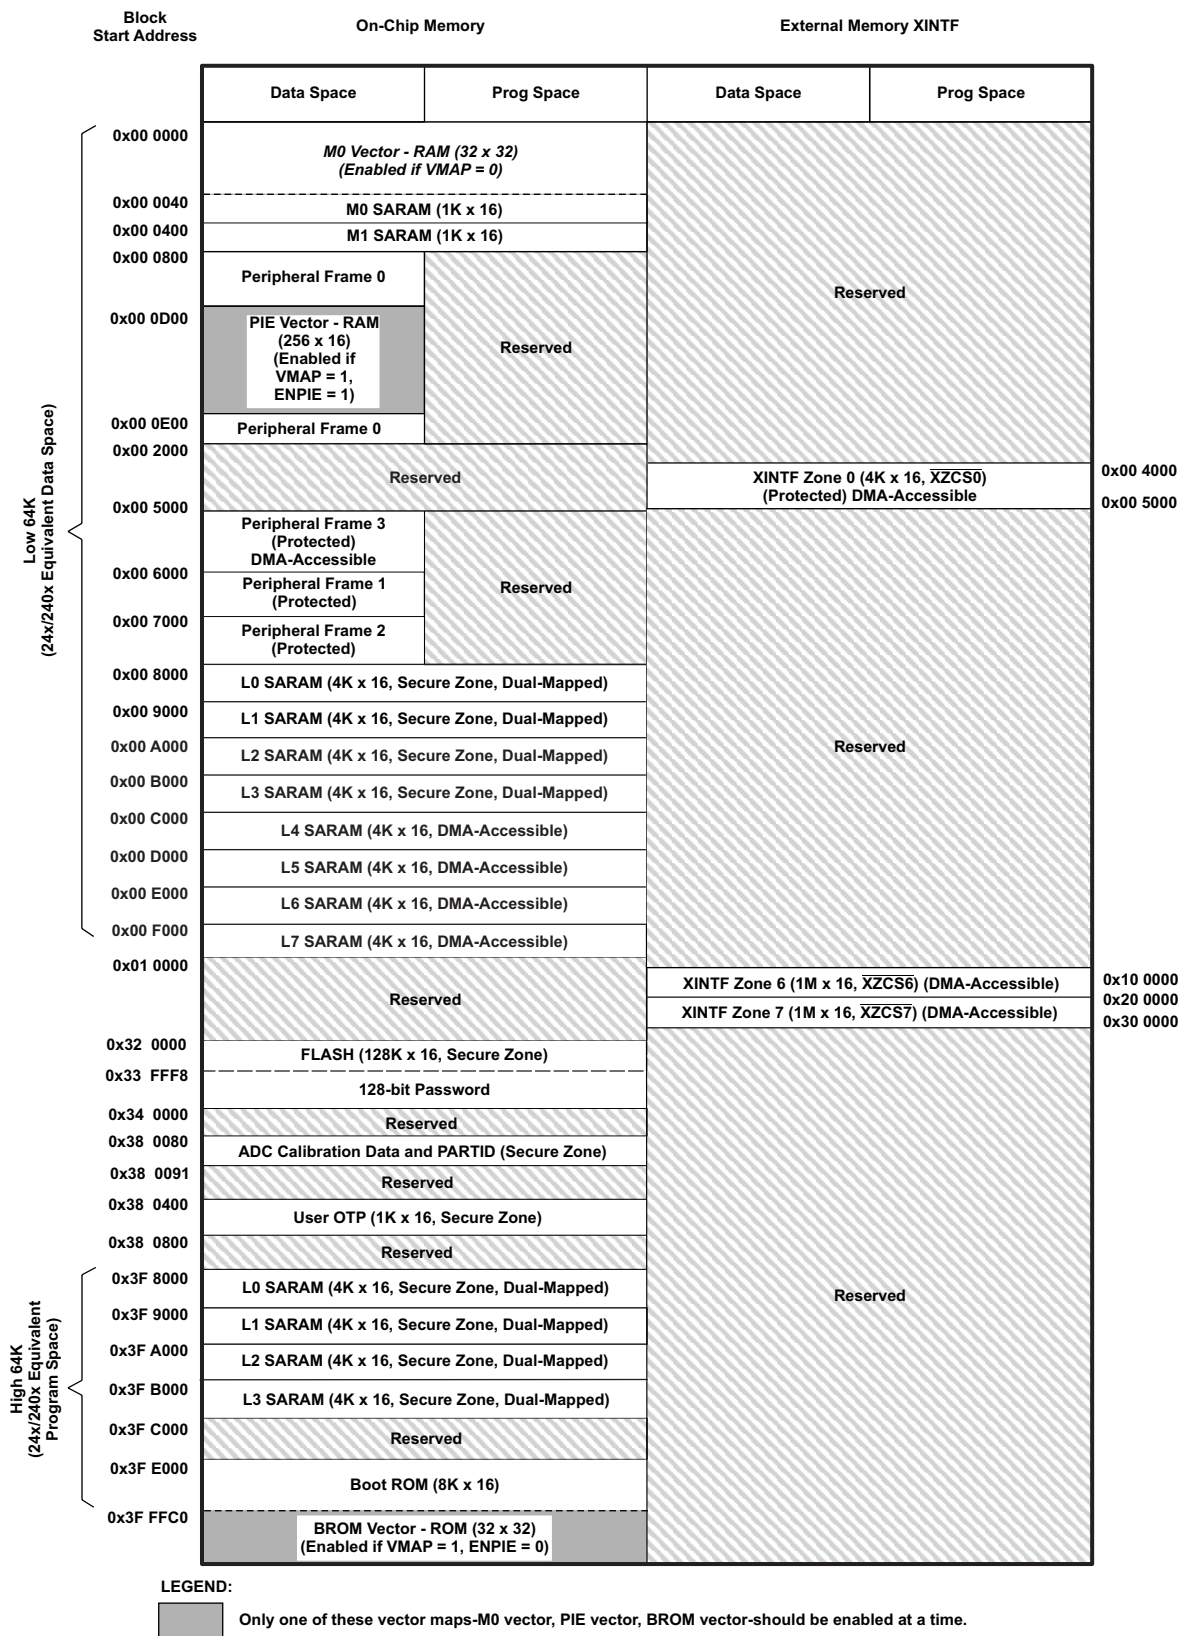 Block
Start Address
On-Chip Memory
External Memory XINTF
Data Space
Prog Space
Data Space
Prog Space
0x00 0000
M0 Vector - RAM (32 x 32)
(Enabled if VMAP = 0)
0x00 0040
M0 SARAM (1K x 16)
0x00 0400
M1 SARAM (1K x 16)
0x00 0800
Peripheral Frame 0
Reserved
0x00 0D00
PIE Vector - RAM
(256 x 16)
(Enabled if
VMAP = 1,
ENPIE = 1)
Reserved
0x00 0E00
Peripheral Frame 0
0x00 2000
Reserved
XINTF Zone 0 (4K x 16, XZCS0)
(Protected) DMA-Accessible
0x00 4000
0x00 5000
0x00 5000
Peripheral Frame 3
(Protected)
DMA-Accessible
Reserved
0x00 6000
Peripheral Frame 1
(Protected)
0x00 7000
Peripheral Frame 2
(Protected)
Low 64K
(24x/240x Equivalent Data Space)
0x00 8000
L0 SARAM (4K x 16, Secure Zone, Dual-Mapped)
0x00 9000
L1 SARAM (4K x 16, Secure Zone, Dual-Mapped)
0x00 A000
L2 SARAM (4K x 16, Secure Zone, Dual-Mapped)
Reserved
0x00 B000
L3 SARAM (4K x 16, Secure Zone, Dual-Mapped)
0x00 C000
L4 SARAM (4K x 16, DMA-Accessible)
0x00 D000
L5 SARAM (4K x 16, DMA-Accessible)
0x00 E000
L6 SARAM (4K x 16, DMA-Accessible)
0x00 F000
L7 SARAM (4K x 16, DMA-Accessible)
0x01 0000
Reserved
XINTF Zone 6 (1M x 16, XZCS6) (DMA-Accessible)
0x10 0000
XINTF Zone 7 (1M x 16, XZCS7) (DMA-Accessible)
0x20 0000
0x30 0000
0x32 0000
FLASH (128K x 16, Secure Zone)
0x33 FFF8
128-bit Password
0x34 0000
Reserved
0x38 0080
ADC Calibration Data and PARTID (Secure Zone)
0x38 0091
Reserved
0x38 0400
User OTP (1K x 16, Secure Zone)
0x38 0800
Reserved
0x3F 8000
L0 SARAM (4K x 16, Secure Zone, Dual-Mapped)
Reserved
0x3F 9000
L1 SARAM (4K x 16, Secure Zone, Dual-Mapped)
0x3F A000
L2 SARAM (4K x 16, Secure Zone, Dual-Mapped)
0x3F B000
L3 SARAM (4K x 16, Secure Zone, Dual-Mapped)
High 64K
(24x/240x Equivalent
Program Space)
0x3F C000
Reserved
0x3F E000
Boot ROM (8K x 16)
0x3F FFC0
BROM Vector - ROM (32 x 32)
(Enabled if VMAP = 1, ENPIE = 0)
LEGEND:
Only one of these vector maps-M0 vector, PIE vector, BROM vector-should be enabled at a time.